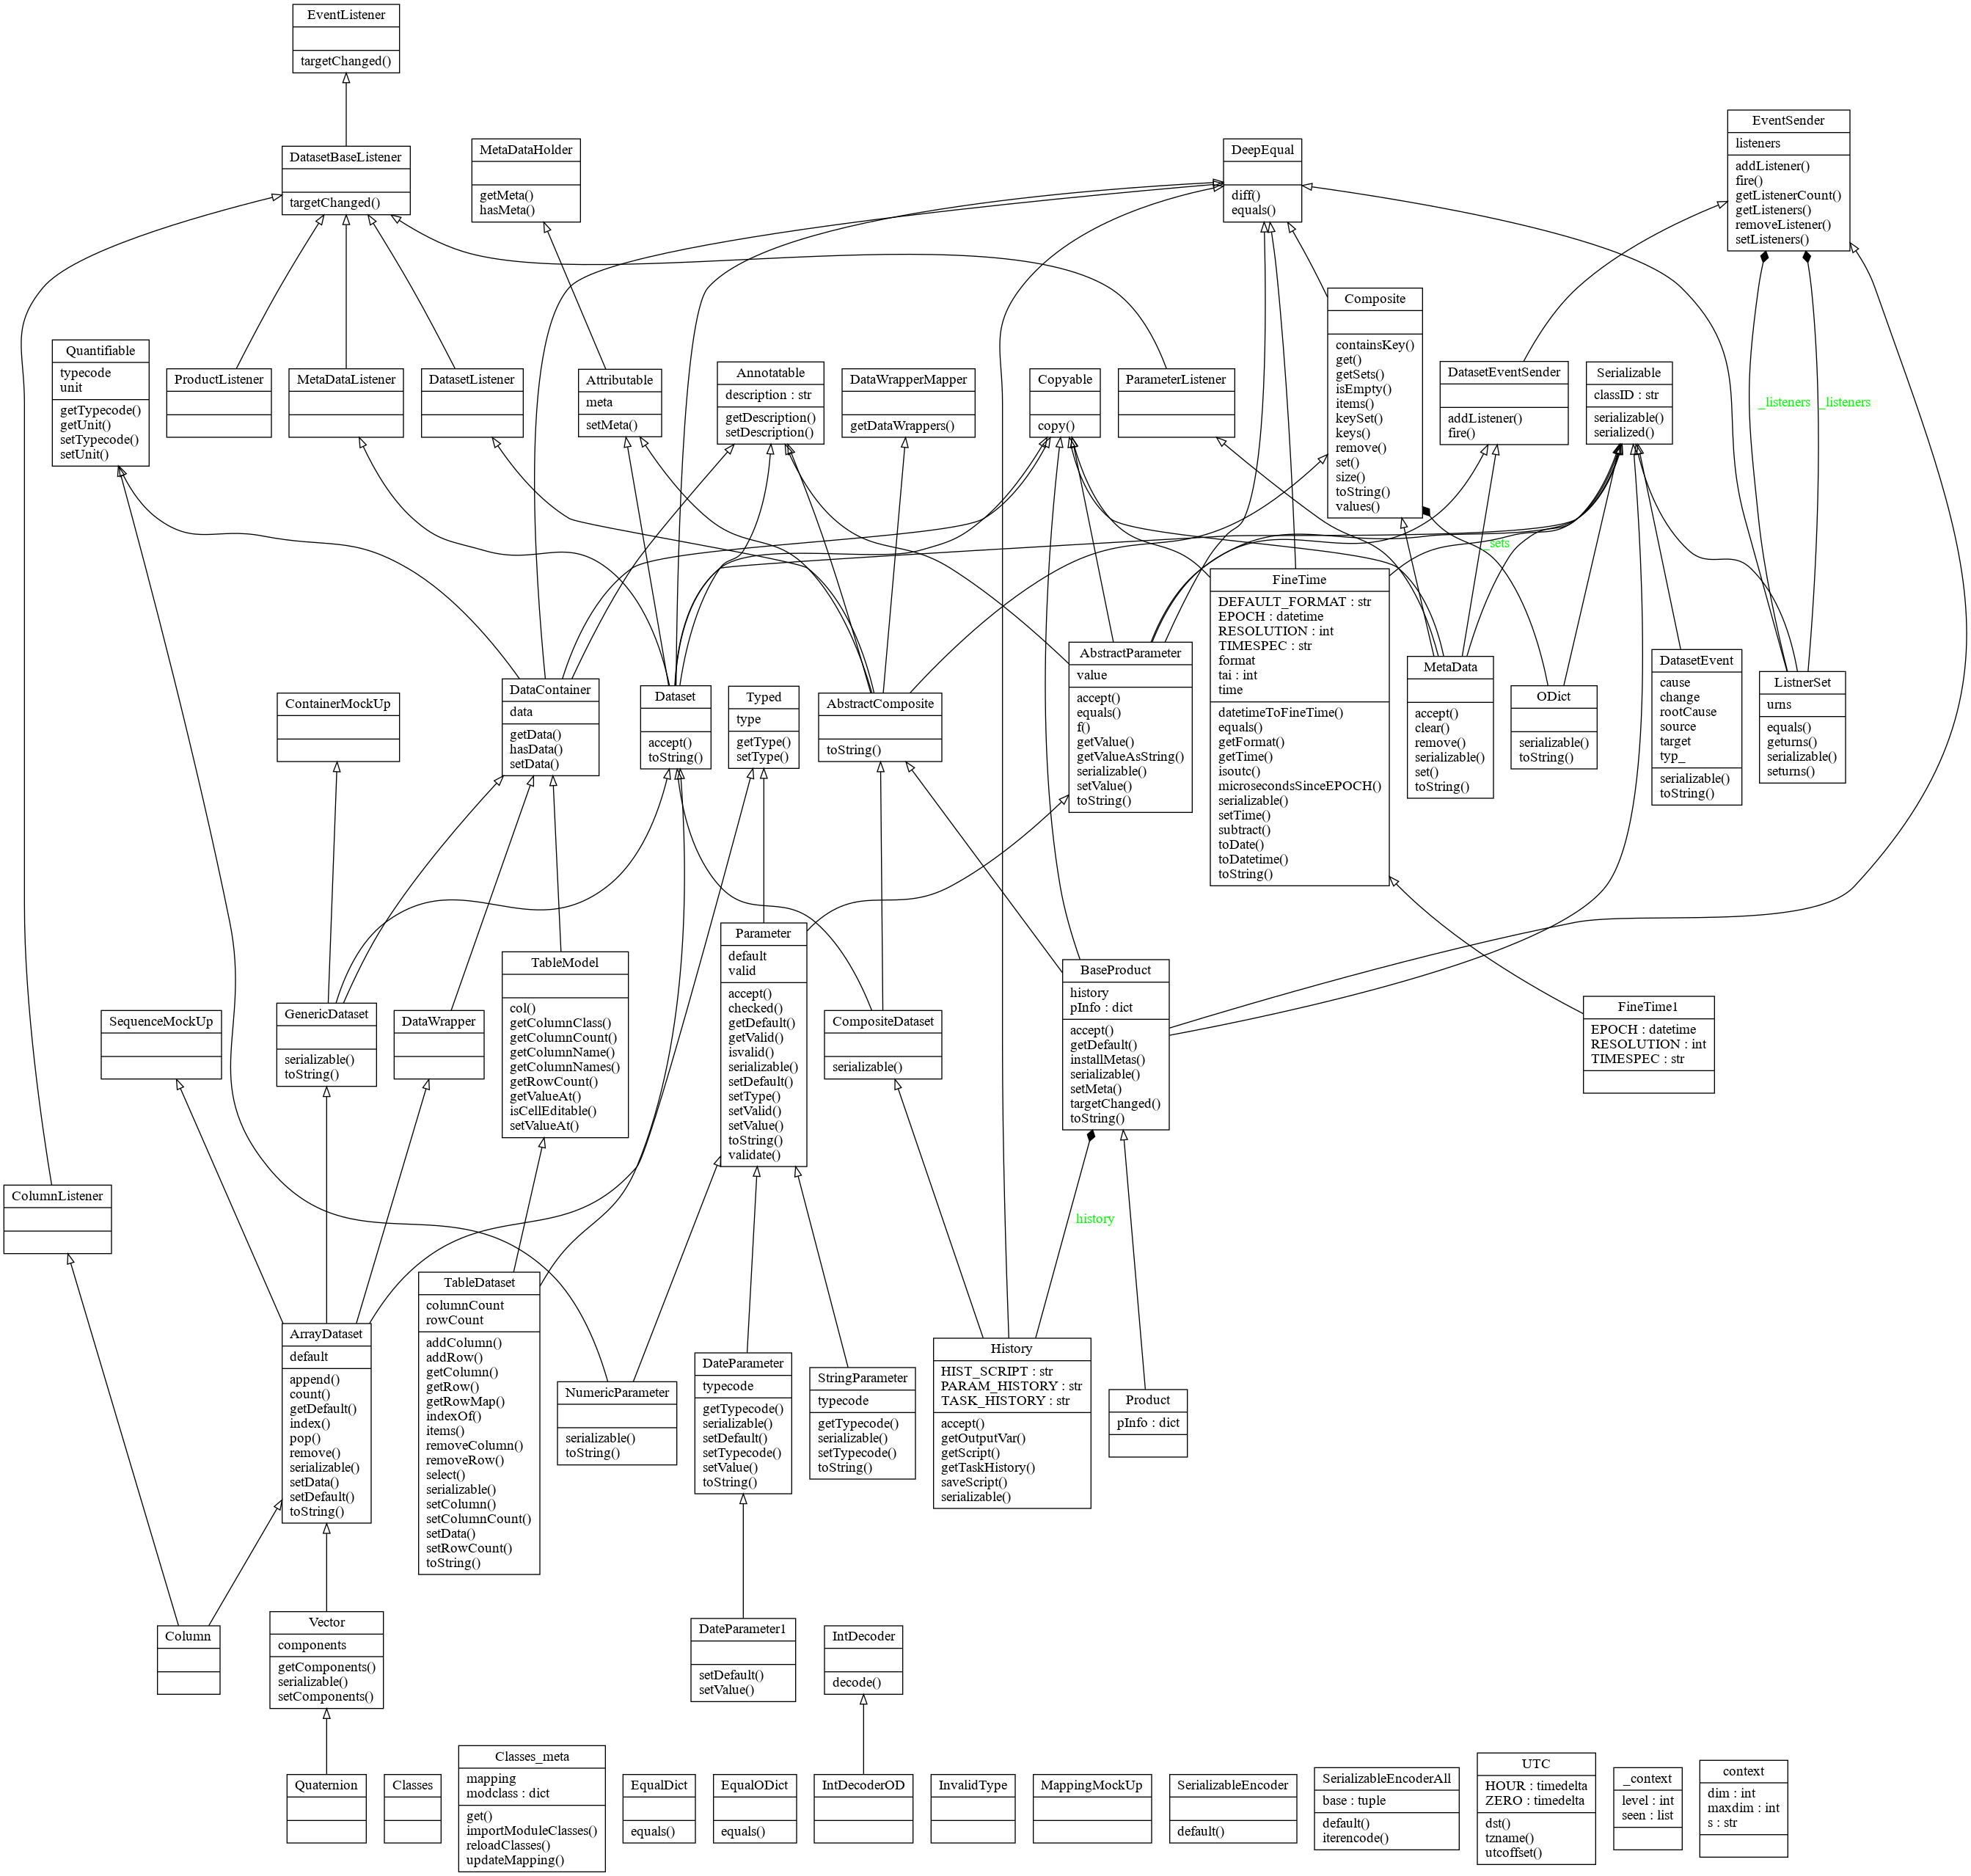 EventListener
targetChanged()
DatasetBaseListener
targetChanged()
MetaDataHolder
getMeta()
hasMeta()
DeepEqual
diff()
equals()
EventSender
listeners
addListener()
fire()
getListenerCount()
getListeners()
removeListener()
setListeners()
Quantifiable
typecode
unit
getTypecode()
getUnit()
setTypecode()
setUnit()
ProductListener
MetaDataListener
DatasetListener
Attributable
meta
setMeta()
Annotatable
description : str
getDescription()
setDescription()
DataWrapperMapper
getDataWrappers()
Copyable
copy()
ParameterListener
Composite
containsKey()
get()
getSets()
isEmpty()
items()
keySet()
keys()
remove()
set()
size()
toString()
values()
DatasetEventSender
addListener()
fire()
Serializable
classID : str
serializable()
serialized()
_listeners
_listeners
_sets
ContainerMockUp
DataContainer
data
getData()
hasData()
setData()
Dataset
accept()
toString()
Typed
type
getType()
setType()
AbstractComposite
toString()
AbstractParameter
value
accept()
equals()
f()
getValue()
getValueAsString()
serializable()
setValue()
toString()
FineTime
DEFAULT_FORMAT : str
EPOCH : datetime
RESOLUTION : int
TIMESPEC : str
format
tai : int
time
datetimeToFineTime()
equals()
getFormat()
getTime()
isoutc()
microsecondsSinceEPOCH()
serializable()
setTime()
subtract()
toDate()
toDatetime()
toString()
MetaData
accept()
clear()
remove()
serializable()
set()
toString()
ODict
serializable()
toString()
DatasetEvent
cause
change
rootCause
source
target
typ_
serializable()
toString()
ListnerSet
urns
equals()
geturns()
serializable()
seturns()
SequenceMockUp
GenericDataset
serializable()
toString()
DataWrapper
TableModel
col()
getColumnClass()
getColumnCount()
getColumnName()
getColumnNames()
getRowCount()
getValueAt()
isCellEditable()
setValueAt()
Parameter
default
valid
accept()
checked()
getDefault()
getValid()
isvalid()
serializable()
setDefault()
setType()
setValid()
setValue()
toString()
validate()
CompositeDataset
serializable()
BaseProduct
history
pInfo : dict
accept()
getDefault()
installMetas()
serializable()
setMeta()
targetChanged()
toString()
FineTime1
EPOCH : datetime
RESOLUTION : int
TIMESPEC : str
ColumnListener
history
ArrayDataset
default
append()
count()
getDefault()
index()
pop()
remove()
serializable()
setData()
setDefault()
toString()
TableDataset
columnCount
rowCount
addColumn()
addRow()
getColumn()
getRow()
getRowMap()
indexOf()
items()
removeColumn()
removeRow()
select()
serializable()
setColumn()
setColumnCount()
setData()
setRowCount()
toString()
NumericParameter
serializable()
toString()
DateParameter
typecode
getTypecode()
serializable()
setDefault()
setTypecode()
setValue()
toString()
StringParameter
typecode
getTypecode()
serializable()
setTypecode()
toString()
History
HIST_SCRIPT : str
PARAM_HISTORY : str
TASK_HISTORY : str
accept()
getOutputVar()
getScript()
getTaskHistory()
saveScript()
serializable()
Product
pInfo : dict
Column
Vector
components
getComponents()
serializable()
setComponents()
DateParameter1
setDefault()
setValue()
IntDecoder
decode()
Quaternion
Classes
Classes_meta
mapping
modclass : dict
get()
importModuleClasses()
reloadClasses()
updateMapping()
EqualDict
equals()
EqualODict
equals()
IntDecoderOD
InvalidType
MappingMockUp
SerializableEncoder
default()
SerializableEncoderAll
base : tuple
default()
iterencode()
UTC
HOUR : timedelta
ZERO : timedelta
dst()
tzname()
utcoffset()
_context
level : int
seen : list
context
dim : int
maxdim : int
s : str